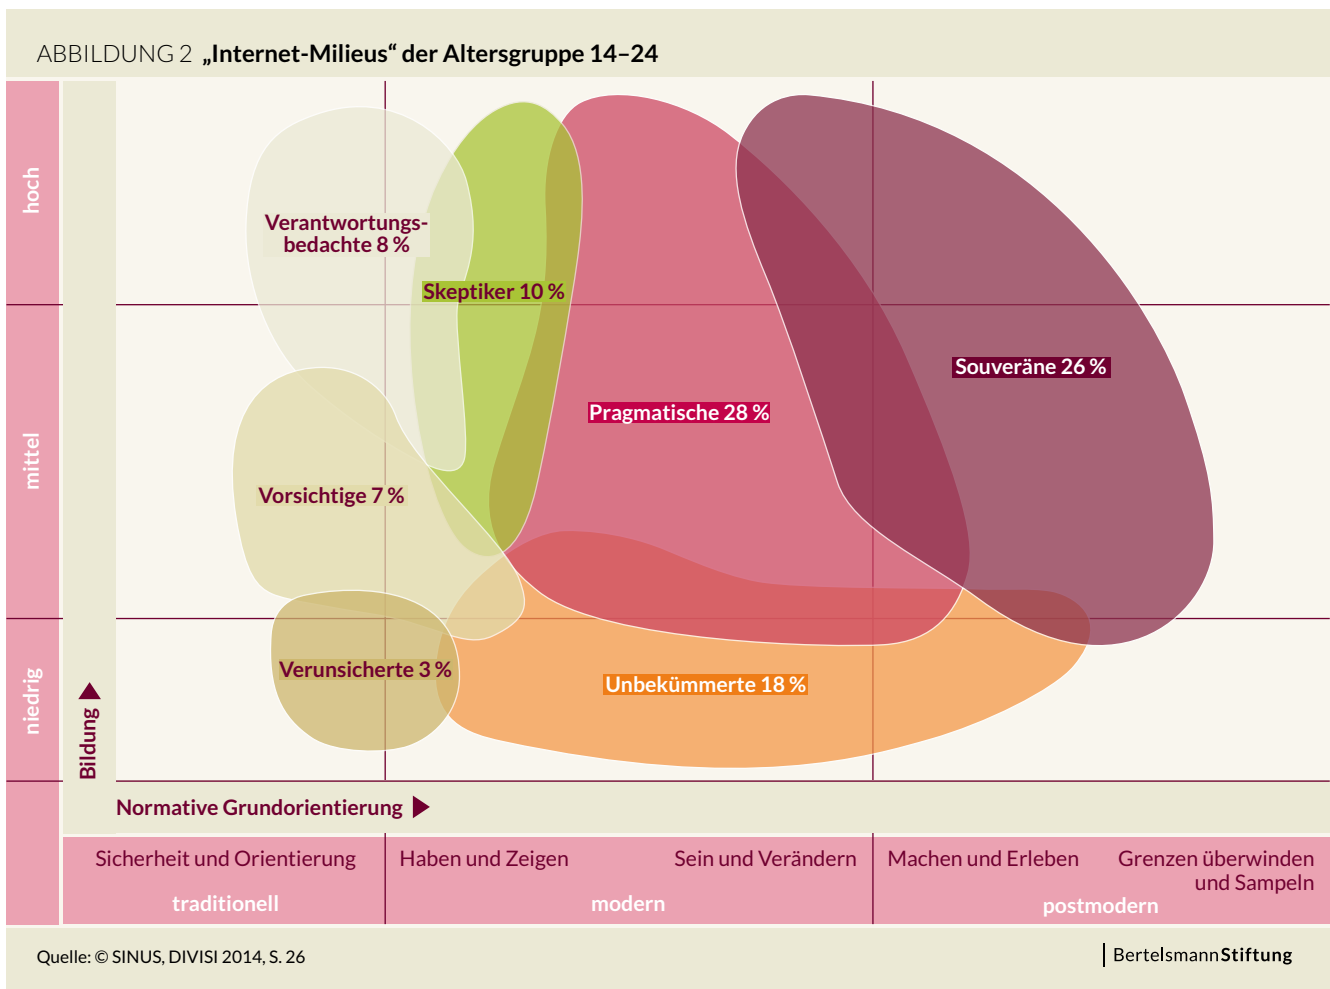 ABBILDUNG 2 „Internet-Milieus“ der Altersgruppe 14–24
hoch
mittel
niedrig
Bildung
Verantwortungs-
bedachte 8 %
Skeptiker 10 %
Souveräne 26 %
Pragmatische 28 %
Vorsichtige 7 %
Verunsicherte 3 %
Unbekümmerte 18 %
Normative Grundorientierung
Sicherheit und Orientierung
traditionell
Haben und Zeigen
Sein und Verändern
modern
Machen und Erleben
Grenzen überwinden
und Sampeln
postmodern
Quelle: © SINUS, DIVISI 2014, S. 26
BertelsmannStiftung